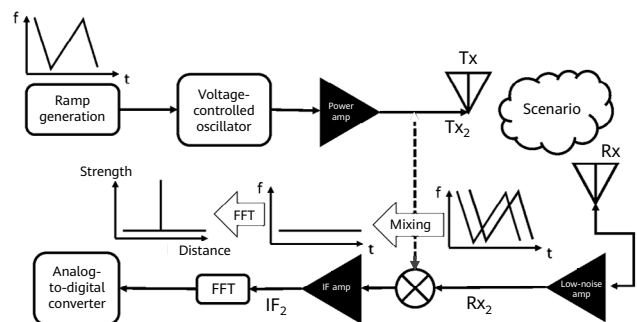 f
t
Ramp
generation
Voltage-
controlled
oscillator
Power
amp
Tx
Tx2
Scenario
Rx
Strength
Distance
FFT
f
t
Mixing
f
t
Analog-
to-digital
converter
FFT
IF2
IF amp
Rx2
Low-noise
amp